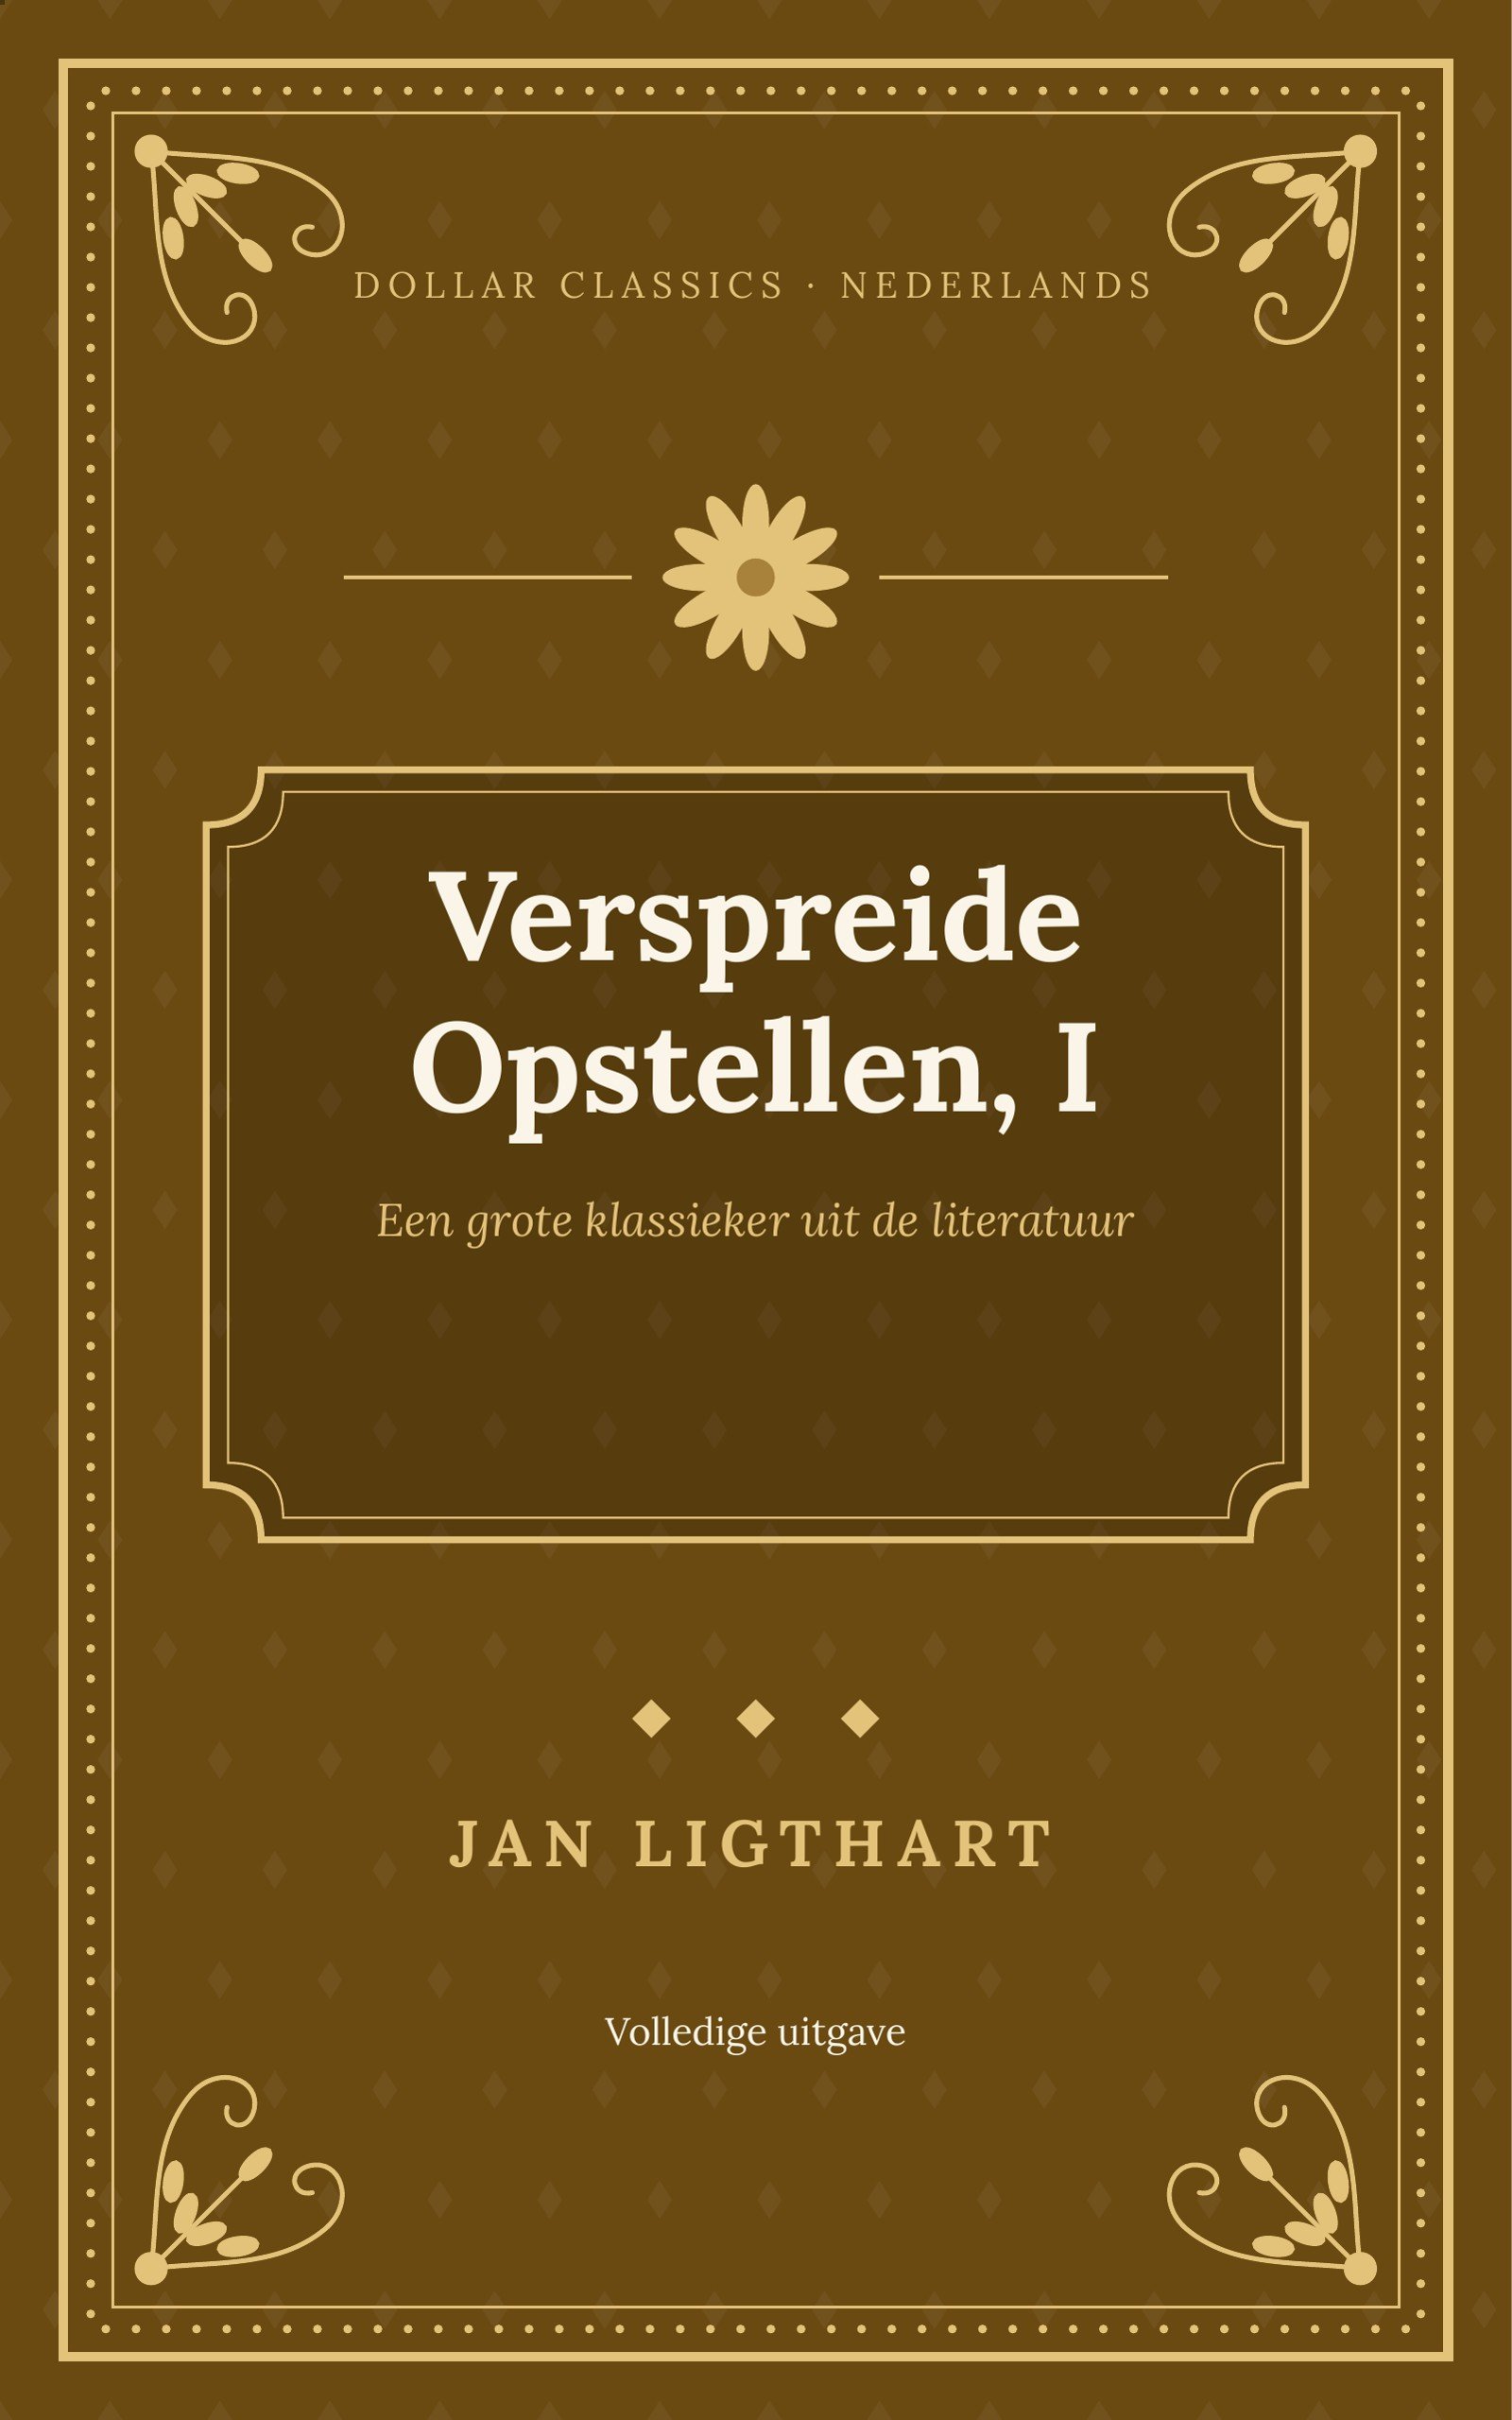 DOLLAR CLASSICS · NEDERLANDS
Verspreide
Opstellen, I
Een grote klassieker uit de literatuur
JAN LIGTHART
Volledige uitgave